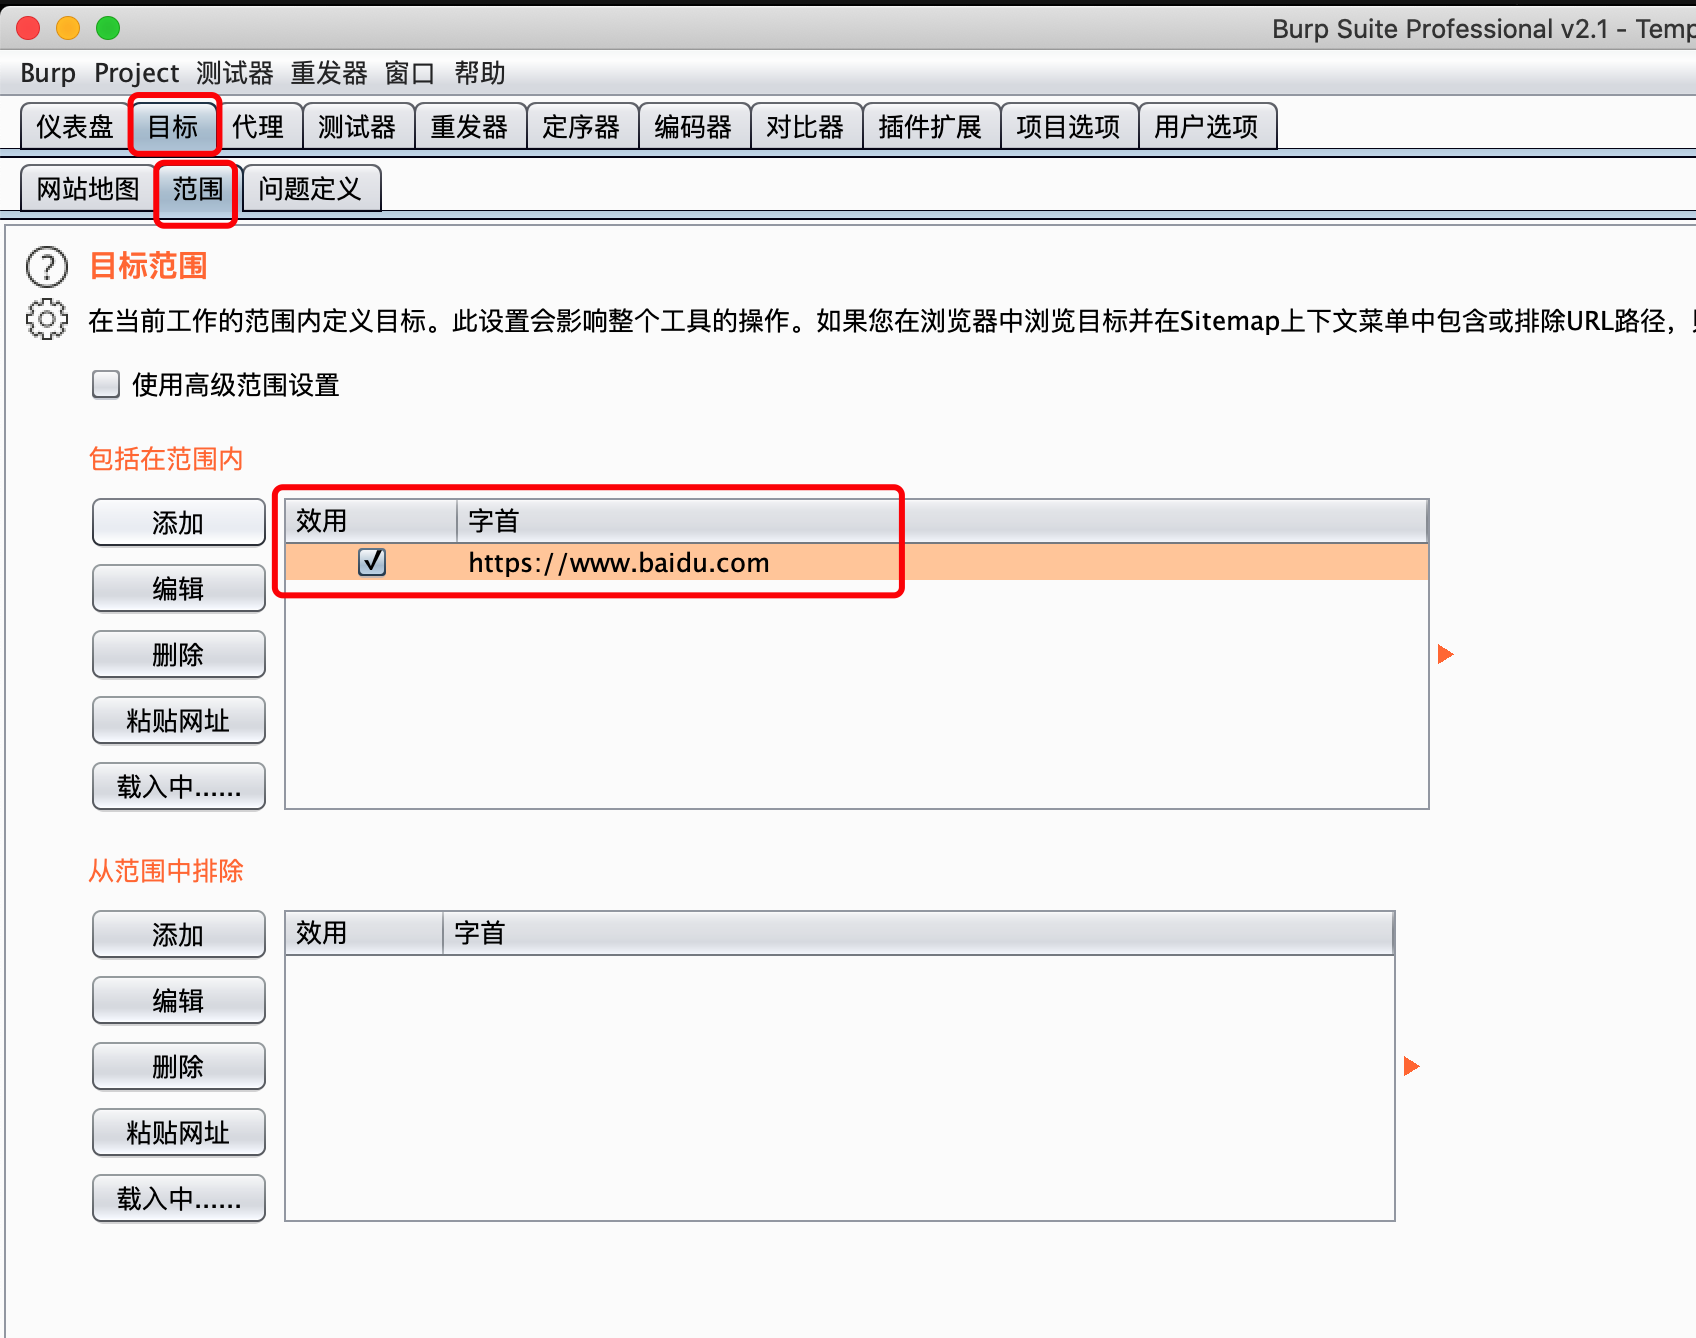 Burp Suite Professional v2.1 - Temp
Burp Project 测试器 重发器 窗口 帮助
仪表盘 目标 代理 测试器 重发器 定序器 编码器 对比器 插件扩展 项目选项 用户选项
网站地图 范围 问题定义
目标范围
在当前工作的范围内定义目标。此设置会影响整个工具的操作。如果您在浏览器中浏览目标并在Sitemap上下文菜单中包含或排除URL路径，
使用高级范围设置
包括在范围内
添加
编辑
删除
粘贴网址
载入中......
效用 字首
https://www.baidu.com
从范围中排除
添加
编辑
删除
粘贴网址
载入中......
效用 字首